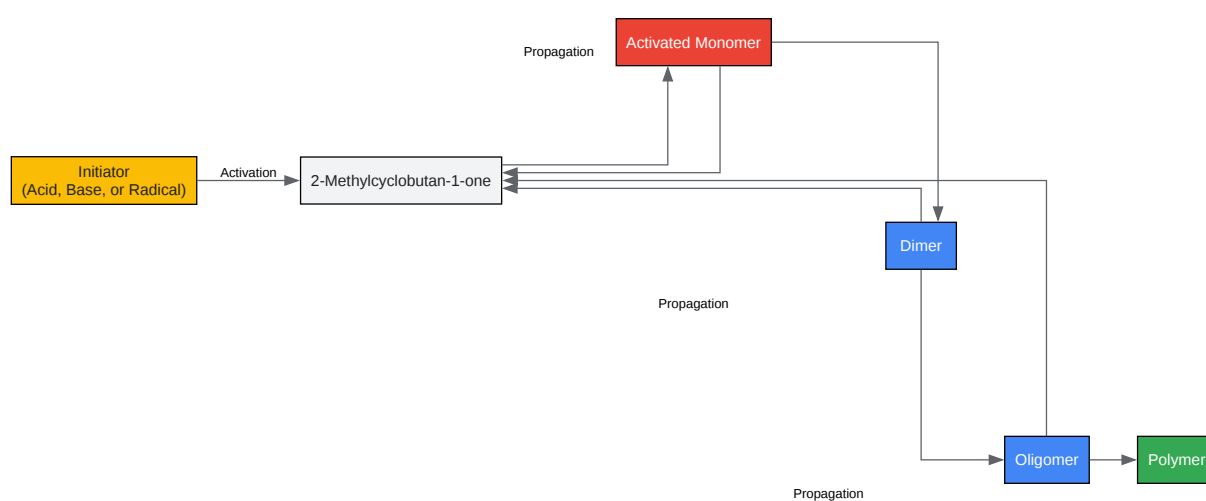 Activated Monomer
Propagation
Initiator
(Acid, Base, or Radical)
Activation
2-Methylcyclobutan-1-one
Dimer
Propagation
Oligomer
Polymer
Propagation